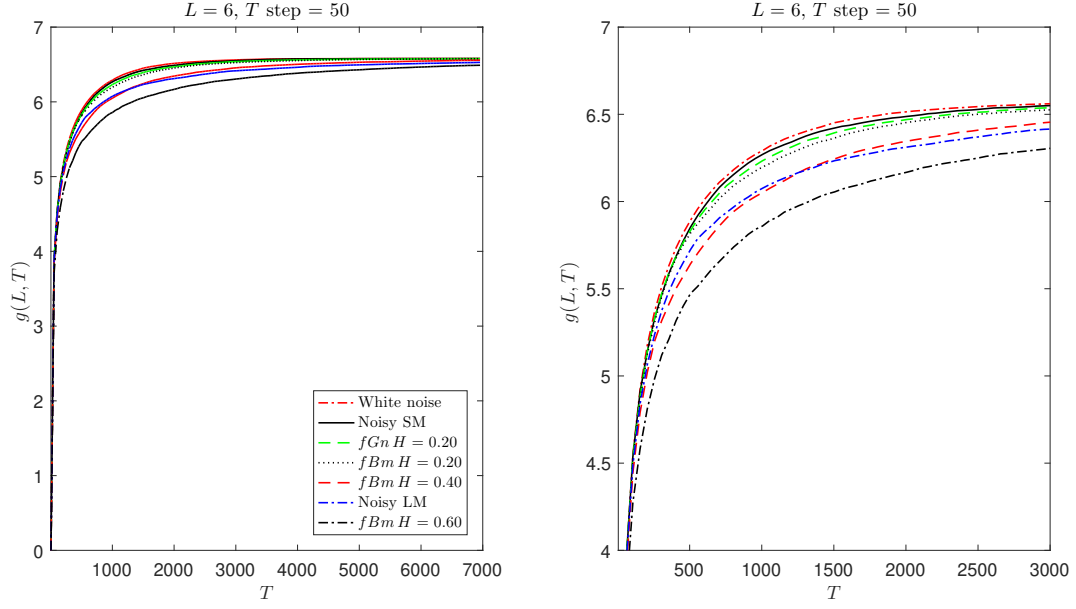 L = 6, T step = 50
7
6
5
4
3
2
1
0
g(L, T)
1000 2000 3000 4000 5000 6000 7000
T
White noise
Noisy SM
fGn H = 0.20
fBm H = 0.20
fBm H = 0.40
Noisy LM
fBm H = 0.60
L = 6, T step = 50
7
6.5
6
5.5
5
4.5
4
g(L, T)
500 1000 1500 2000 2500 3000
T